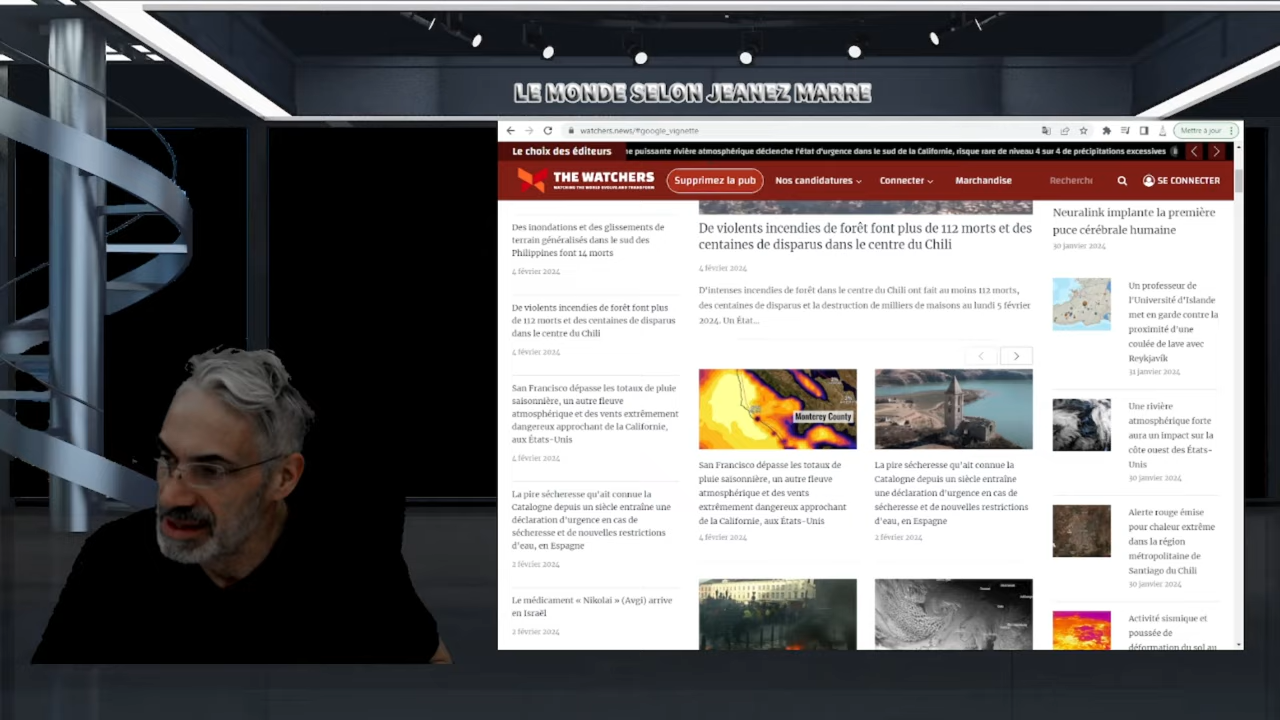 LE MONDE SELON JEANEZ MARRE
watchers.news/#google_vignette
Mettre à jour
Le choix des éditeurs
ne puissante rivière atmosphérique déclenche l'état d'urgence dans le sud de la Californie, risque rare de niveau 4 sur 4 de précipitations excessives
THE WATCHERS
WATCHING THE WORLD EVOLVE AND TRANSFORM
Supprimez la pub
Nos candidatures
Connecter
Marchandise
Recherche
SE CONNECTER
Des inondations et des glissements de
terrain généralisés dans le sud des
Philippines font 14 morts
4 février 2024
De violents incendies de forêt font plus
de 112 morts et des centaines de disparus
dans le centre du Chili
4 février 2024
San Francisco dépasse les totaux de pluie
saisonnière, un autre fleuve
atmosphérique et des vents extrêmement
dangereux approchant de la Californie,
aux États-Unis
4 février 2024
La pire sécheresse qu'ait connue la
Catalogne depuis un siècle entraîne une
déclaration d'urgence en cas de
sécheresse et de nouvelles restrictions
d'eau, en Espagne
2 février 2024
Le médicament « Nikolai » (Avgi) arrive
en Israël
2 février 2024
De violents incendies de forêt font plus de 112 morts et des
centaines de disparus dans le centre du Chili
4 février 2024
D'intenses incendies de forêt dans le centre du Chili ont fait au moins 112 morts,
des centaines de disparus et la destruction de milliers de maisons au lundi 5 février
2024. Un État...
Monterey County
San Francisco dépasse les totaux de
pluie saisonnière, un autre fleuve
atmosphérique et des vents
extrêmement dangereux approchant
de la Californie, aux États-Unis
4 février 2024
La pire sécheresse qu'ait connue la
Catalogne depuis un siècle entraîne
une déclaration d'urgence en cas de
sécheresse et de nouvelles restrictions
d'eau, en Espagne
2 février 2024
Neuralink implante la première
puce cérébrale humaine
30 janvier 2024
Un professeur de
l'Université d'Islande
met en garde contre la
proximité d'une
coulée de lave avec
Reykjavík
31 janvier 2024
Une rivière
atmosphérique forte
aura un impact sur la
côte ouest des États-
Unis
30 janvier 2024
Alerte rouge émise
pour chaleur extrême
dans la région
métropolitaine de
Santiago du Chili
30 janvier 2024
Activité sismique et
poussée de
déformation du sol au